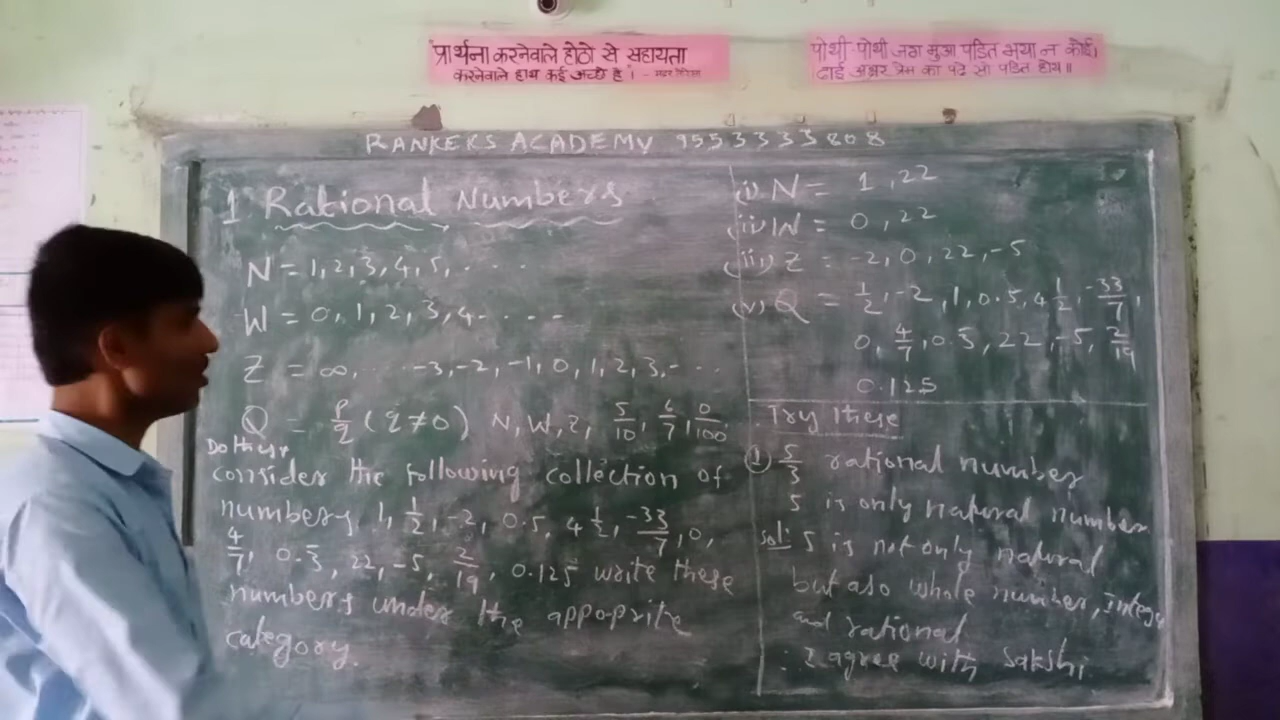 प्रार्थना करनेवाले होठो से सहायता
करनेवाले हाथ कई अच्छे है।
पोथी पोथी जग मुआ पंडित भया न कोई।
ढाई अक्षर प्रेम का पढे सो पंडित होय॥
RANKERS ACADEMY 9553333808
1 Rational Numbers
N = 1, 2, 3, 4, 5, ....
W = 0, 1, 2, 3, 4 ....
Z = ∞, ... -3, -2, -1, 0, 1, 2, 3, - ..
Q = p/q (q ≠ 0) N, W, Z, 5/10, 6/7, 0/100
Do these
consider the following collection of
numbers 1, 1/2, -2, 0.5, 4 1/2, -33/7, 0,
4/7, 0.3̅, 22, -5, 2/19, 0.125 write these
numbers under the appoprite
category.
(i) N = 1, 22
(ii) W = 0, 22
(iii) Z = -2, 0, 22, -5
(v) Q = 1/2, -2, 1, 0.5, 4 1/2, -33/7,
0, 4/7, 0.5̅, 22, -5, 2/19
0.125
Try these
① 5/3 rational number
5 is only natural number
sol: 5 is not only natural
but also whole number, intege
and rational
∴ I agree with Sakshi.